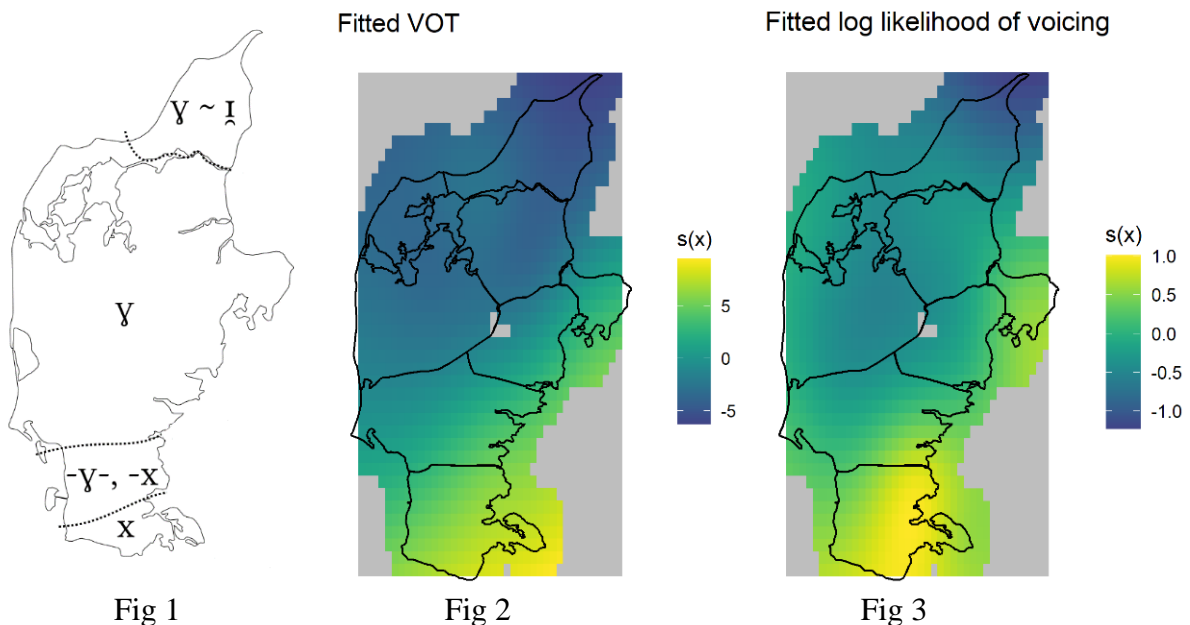 Fitted VOT
Fitted log likelihood of voicing
ɣ ~ ɪ̯
ɣ
-ɣ-, -x
x
s(x)
5
0
-5
s(x)
1.0
0.5
0.0
-0.5
-1.0
Fig 1
Fig 2
Fig 3